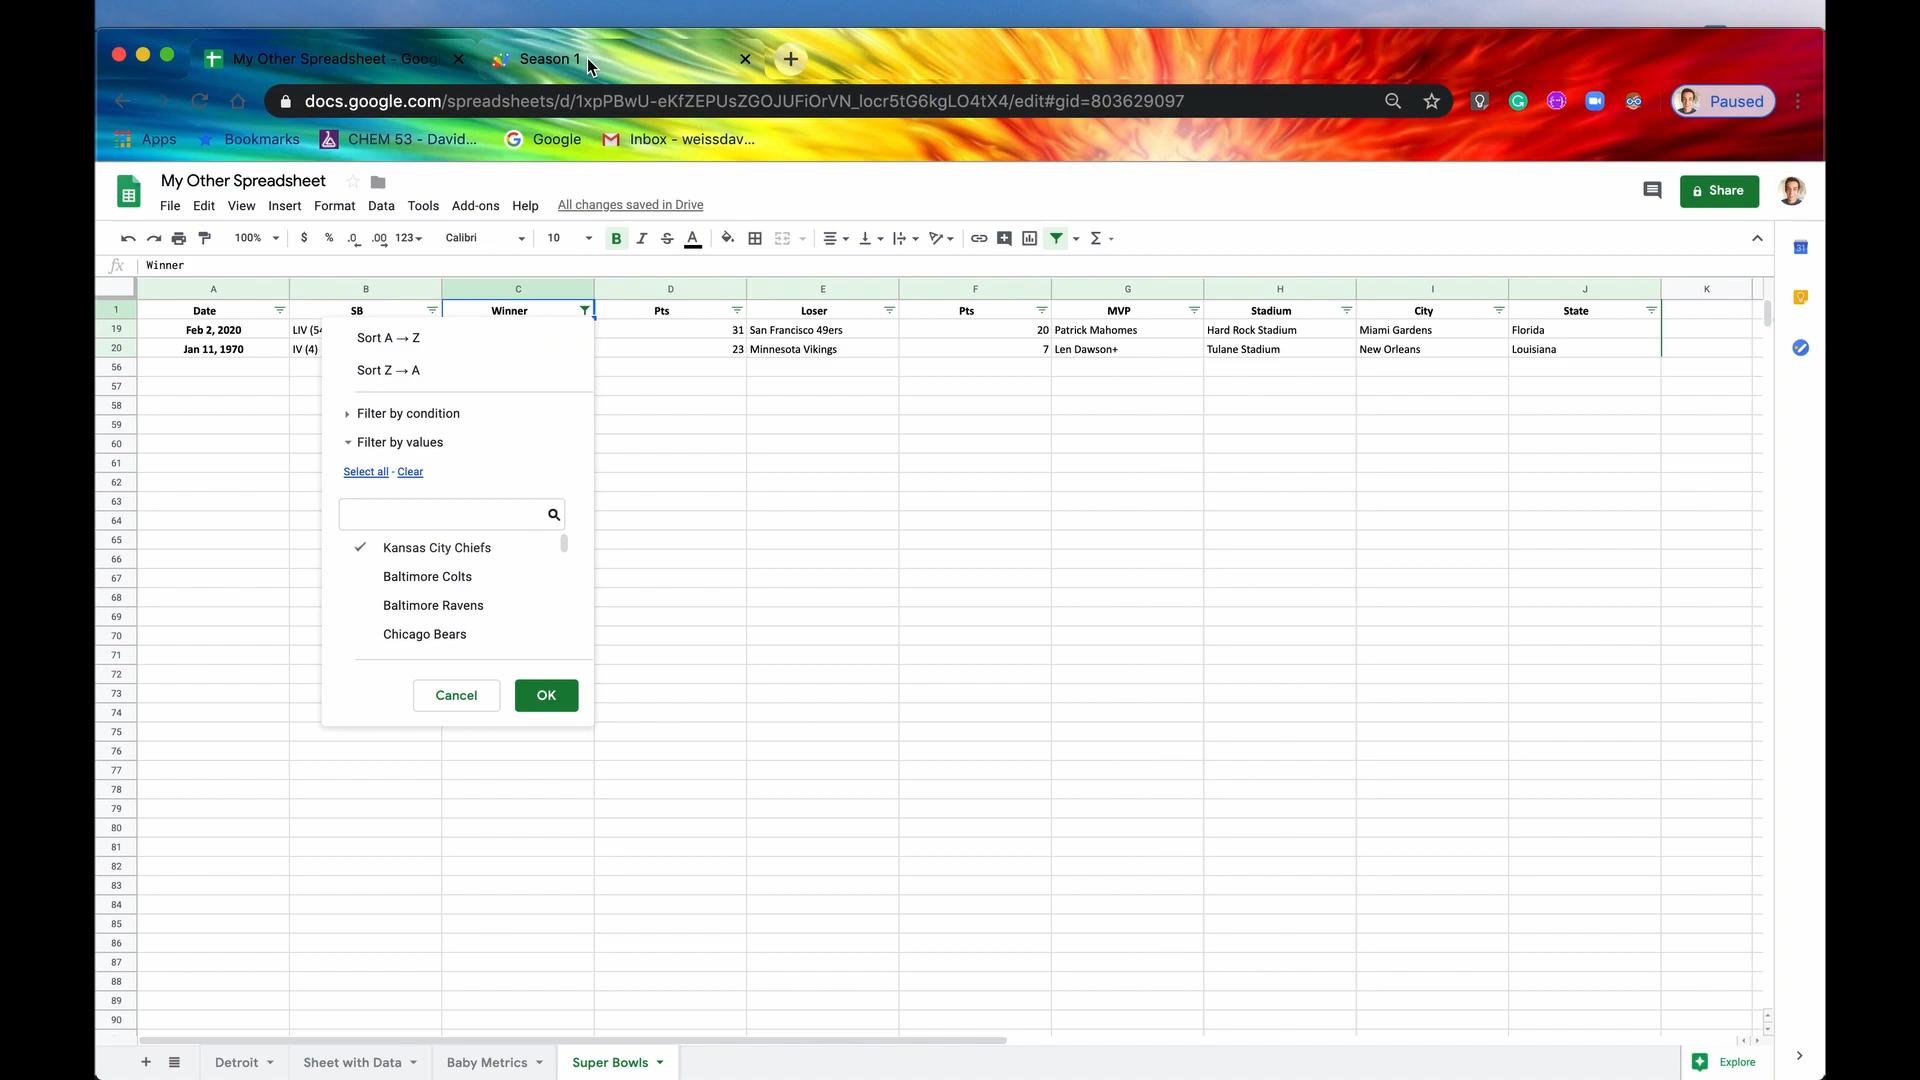 My Other Spreadsheet - Goog
Season 1
docs.google.com/spreadsheets/d/1xpPBwU-eKfZEPUsZGOJUFiOrVN_locr5tG6kgLO4tX4/edit#gid=803629097
Paused
Apps
Bookmarks
CHEM 53 - David...
Google
Inbox - weissdav...
My Other Spreadsheet
Share
File Edit View Insert Format Data Tools Add-ons Help All changes saved in Drive
100% $ % .0 .00 123 Calibri 10 B I S A Σ
fx Winner
A B C D E F G H I J K
1 Date SB Winner Pts Loser Pts MVP Stadium City State
19 Feb 2, 2020 LIV (54 31 San Francisco 49ers 20 Patrick Mahomes Hard Rock Stadium Miami Gardens Florida
20 Jan 11, 1970 IV (4) 23 Minnesota Vikings 7 Len Dawson+ Tulane Stadium New Orleans Louisiana
56
57
58
59
60
61
62
63
64
65
66
67
68
69
70
71
72
73
74
75
76
77
78
79
80
81
82
83
84
85
86
87
88
89
90
Sort A → Z
Sort Z → A
Filter by condition
Filter by values
Select all - Clear
Kansas City Chiefs
Baltimore Colts
Baltimore Ravens
Chicago Bears
Cancel OK
31
Detroit
Sheet with Data
Baby Metrics
Super Bowls
Explore